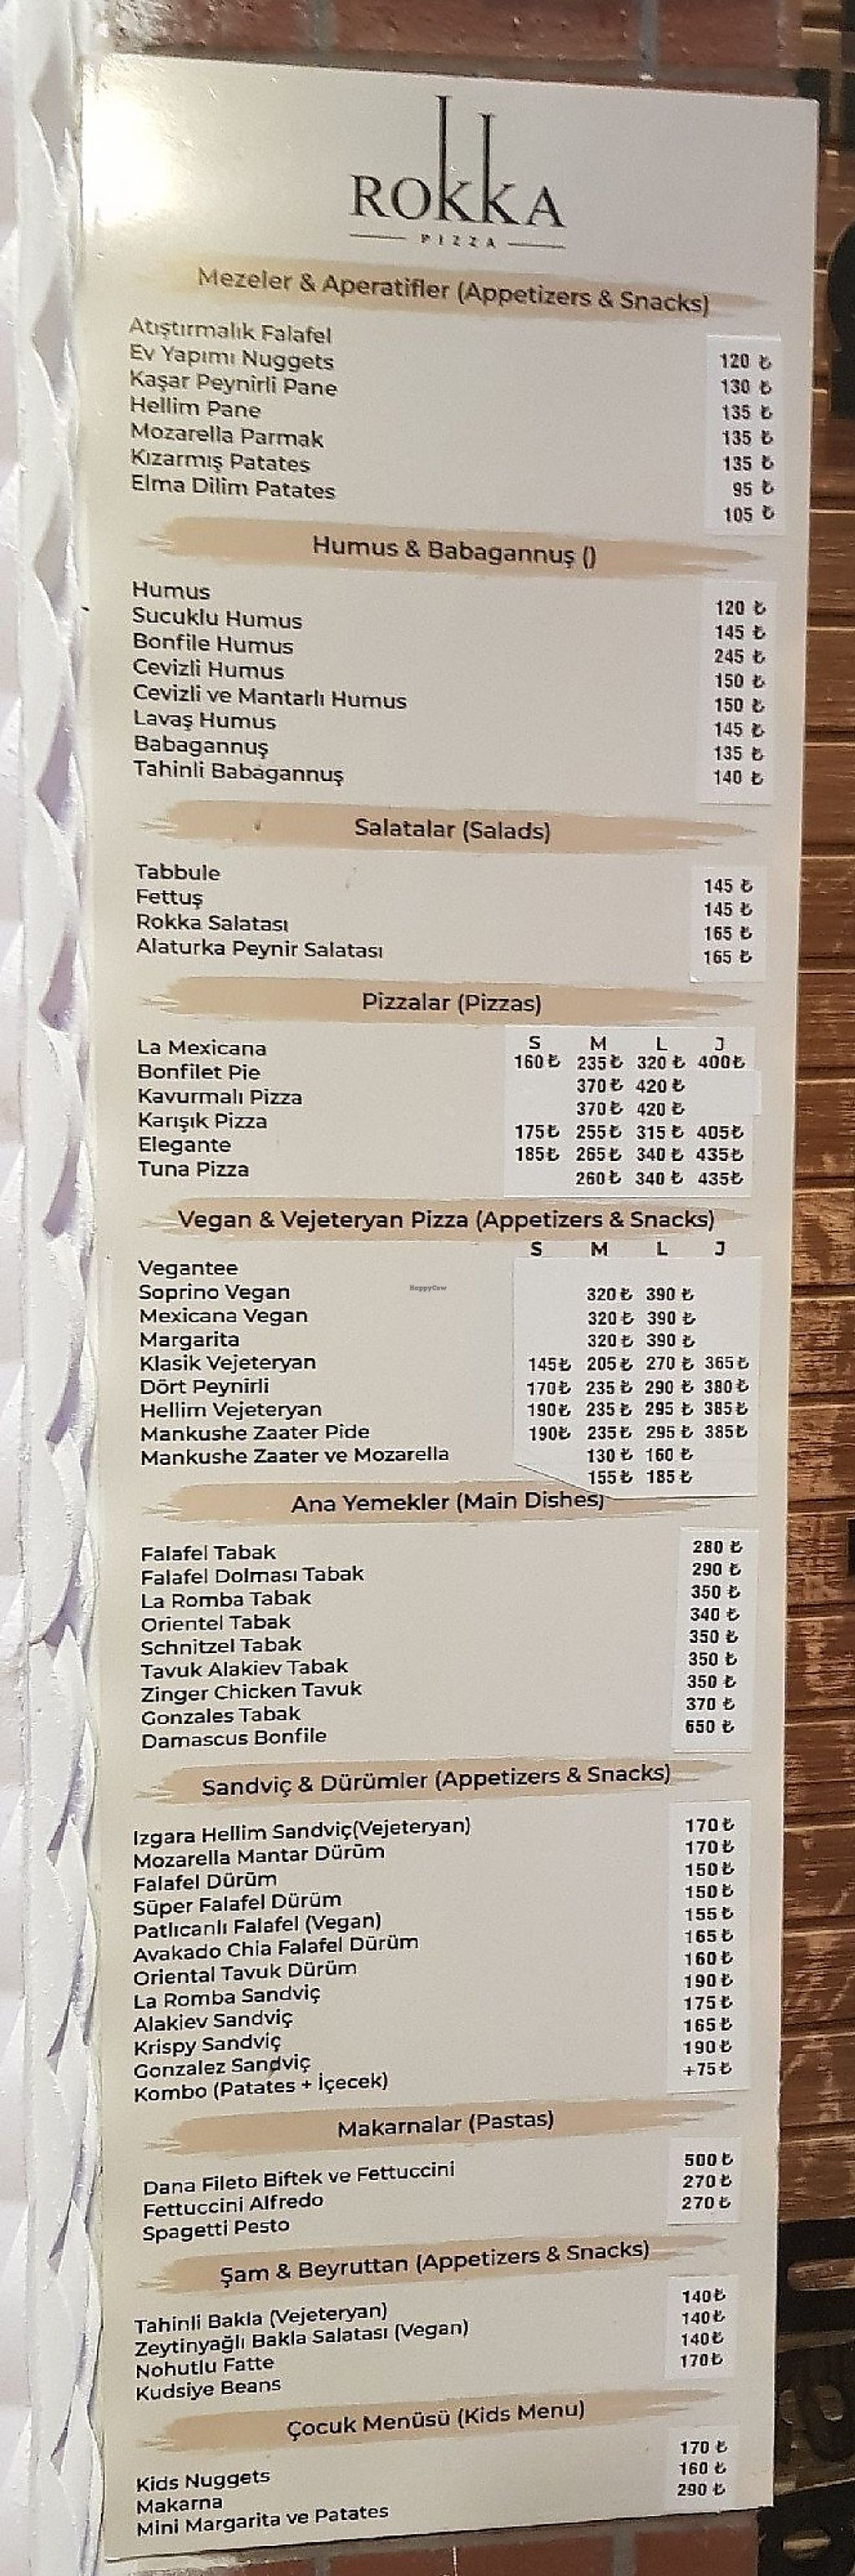 ROKKA
PIZZA
Mezeler & Aperatifler (Appetizers & Snacks)
Atıştırmalık Falafel 120 ₺
Ev Yapımı Nuggets 130 ₺
Kaşar Peynirli Pane 135 ₺
Hellim Pane 135 ₺
Mozarella Parmak 135 ₺
Kızarmış Patates 95 ₺
Elma Dilim Patates 105 ₺
Humus & Babagannuş ()
Humus 120 ₺
Sucuklu Humus 145 ₺
Bonfile Humus 245 ₺
Cevizli Humus 150 ₺
Cevizli ve Mantarlı Humus 150 ₺
Lavaş Humus 145 ₺
Babagannuş 135 ₺
Tahinli Babagannuş 140 ₺
Salatalar (Salads)
Tabbule 145 ₺
Fettuş 145 ₺
Rokka Salatası 165 ₺
Alaturka Peynir Salatası 165 ₺
Pizzalar (Pizzas)
S M L J
La Mexicana 160₺ 235₺ 320 ₺ 400₺
Bonfilet Pie 370₺ 420 ₺
Kavurmalı Pizza 370₺ 420 ₺
Karışık Pizza 175₺ 255₺ 315 ₺ 405₺
Elegante 185₺ 265₺ 340 ₺ 435₺
Tuna Pizza 260₺ 340 ₺ 435₺
Vegan & Vejeteryan Pizza (Appetizers & Snacks)
S M L J
Vegantee 320₺ 390 ₺
Soprino Vegan 320₺ 390 ₺
Mexicana Vegan 320₺ 390 ₺
Margarita 145₺ 205₺ 270 ₺ 365₺
Klasik Vejeteryan 170₺ 235₺ 290 ₺ 380₺
Dört Peynirli 190₺ 235₺ 295 ₺ 385₺
Hellim Vejeteryan 190₺ 235₺ 295 ₺ 385₺
Mankushe Zaater Pide 130 ₺ 160 ₺
Mankushe Zaater ve Mozarella 155₺ 185₺
HappyCow
Ana Yemekler (Main Dishes)
Falafel Tabak 280 ₺
Falafel Dolması Tabak 290 ₺
La Romba Tabak 350 ₺
Orientel Tabak 340 ₺
Schnitzel Tabak 350 ₺
Tavuk Alakiev Tabak 350 ₺
Zinger Chicken Tavuk 350 ₺
Gonzales Tabak 370 ₺
Damascus Bonfile 650 ₺
Sandviç & Dürümler (Appetizers & Snacks)
Izgara Hellim Sandviç(Vejeteryan) 170₺
Mozarella Mantar Dürüm 170₺
Falafel Dürüm 150₺
Süper Falafel Dürüm 150₺
Patlıcanlı Falafel (Vegan) 155₺
Avakado Chia Falafel Dürüm 165₺
Oriental Tavuk Dürüm 160₺
La Romba Sandviç 190₺
Alakiev Sandviç 175₺
Krispy Sandviç 165₺
Gonzalez Sandviç 190₺
Kombo (Patates + İçecek) +75₺
Makarnalar (Pastas)
Dana Fileto Biftek ve Fettuccini 500₺
Fettuccini Alfredo 270₺
Spagetti Pesto 270₺
Şam & Beyruttan (Appetizers & Snacks)
Tahinli Bakla (Vejeteryan) 140₺
Zeytinyağlı Bakla Salatası (Vegan) 140₺
Nohutlu Fatte 140₺
Kudsiye Beans 170₺
Çocuk Menüsü (Kids Menu)
Kids Nuggets 170 ₺
Makarna 160 ₺
Mini Margarita ve Patates 290 ₺